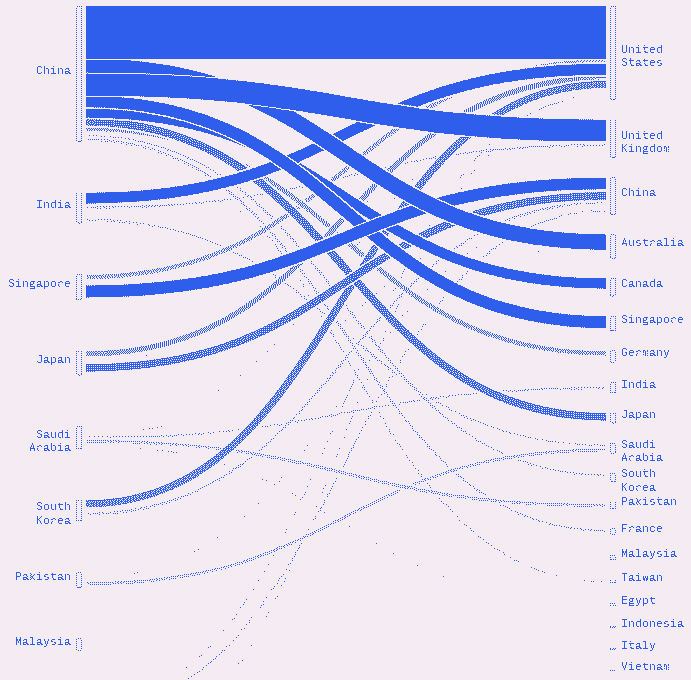 China
India
Singapore
Japan
Saudi
Arabia
South
Korea
Pakistan
Malaysia
United
States
United
Kingdom
China
Australia
Canada
Singapore
Germany
India
Japan
Saudi
Arabia
South
Korea
Pakistan
France
Malaysia
Taiwan
Egypt
Indonesia
Italy
Vietnam